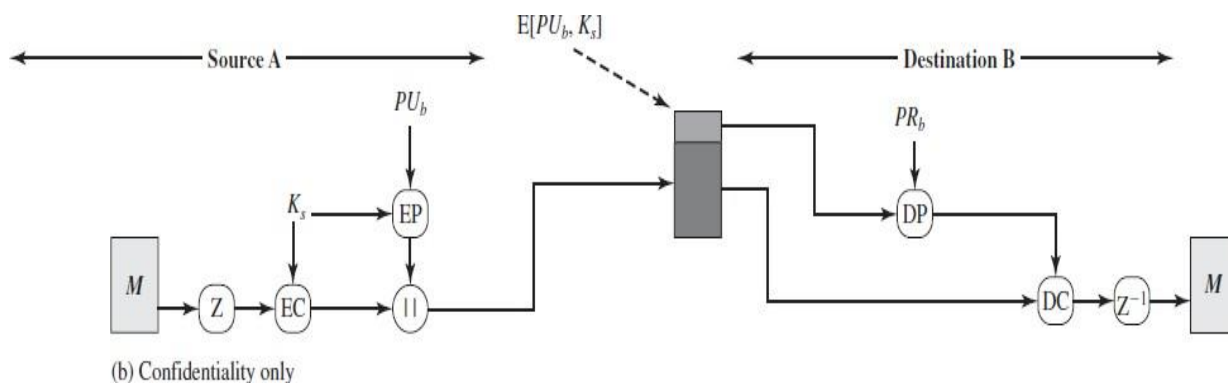 E[PU_b, K_s]
Source A
Destination B
PU_b
PR_b
K_s
EP
DP
M
Z
EC
||
DC
Z⁻¹
M
(b) Confidentiality only